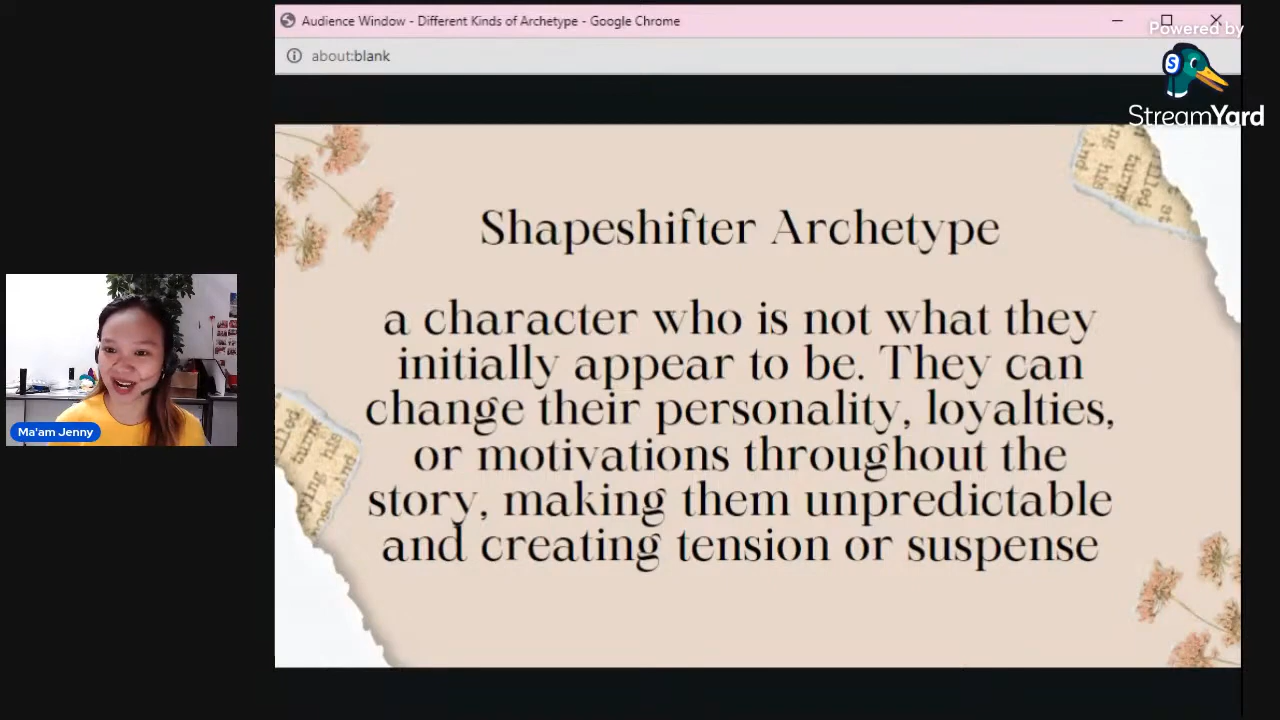 Audience Window - Different Kinds of Archetype - Google Chrome
about:blank
Powered by
StreamYard
Shapeshifter Archetype
a character who is not what they
initially appear to be. They can
change their personality, loyalties,
or motivations throughout the
story, making them unpredictable
and creating tension or suspense
Ma'am Jenny